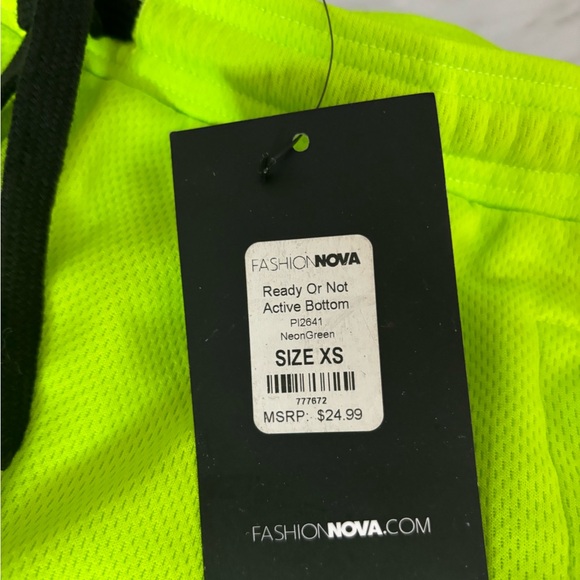 FASHIONNOVA
Ready Or Not
Active Bottom
PI2641
NeonGreen
SIZE XS
777672
MSRP: $24.99
FASHIONNOVA.COM